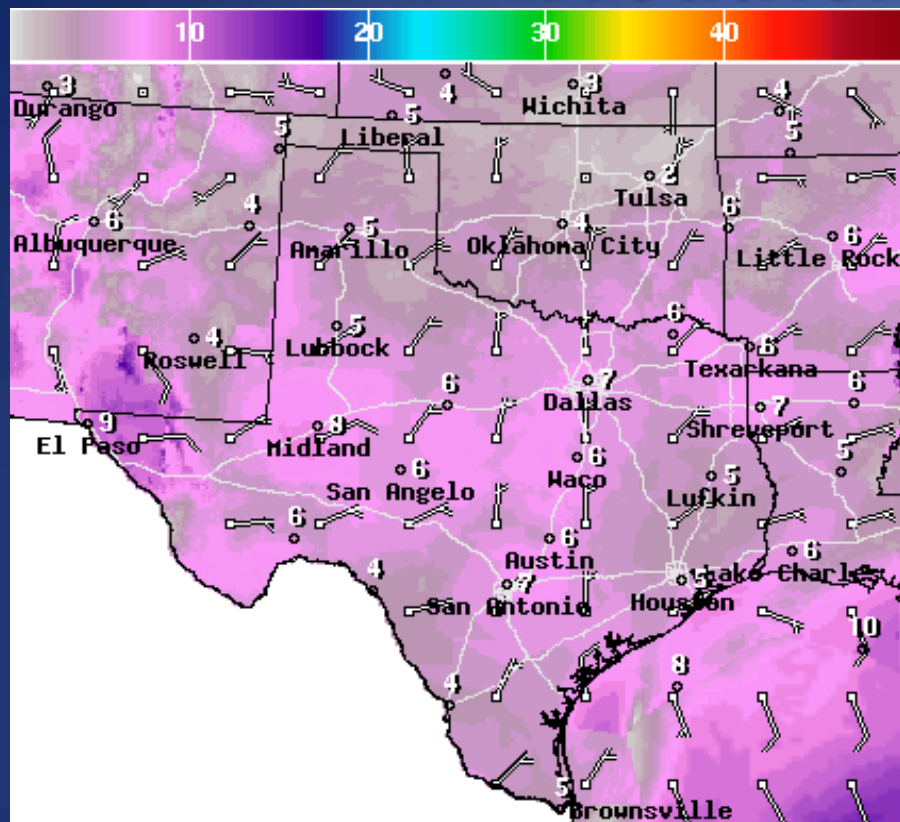 10 20 30 40
3 Durango
4
3 Wichita
4
5 Liberal
5
5
2 Tulsa
4
6
6 Albuquerque
5 Amarillo
4 Oklahoma City
6 Little Rock
4 Roswell
5 Lubbock
6
6 Texarkana
7 Dallas
6
6
9 El Paso
8 Midland
7 Shreveport
6 San Angelo
6 Waco
5 Lufkin
5
6
6 Austin
6 Lake Charles
4
7 San Antonio
5 Houston
10
8
4
5 Brownsville